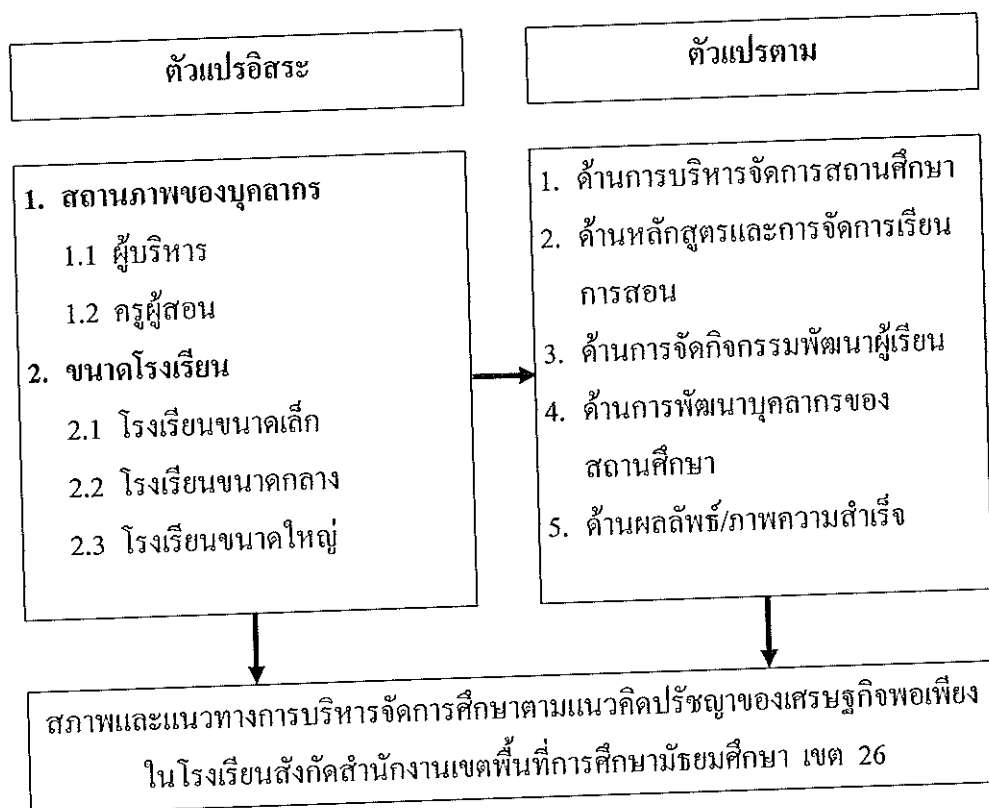 ตัวแปรอิสระ
ตัวแปรตาม
1. สถานภาพของบุคลากร
1.1 ผู้บริหาร
1.2 ครูผู้สอน
2. ขนาดโรงเรียน
2.1 โรงเรียนขนาดเล็ก
2.2 โรงเรียนขนาดกลาง
2.3 โรงเรียนขนาดใหญ่
1. ด้านการบริหารจัดการสถานศึกษา
2. ด้านหลักสูตรและการจัดการเรียน
การสอน
3. ด้านการจัดกิจกรรมพัฒนาผู้เรียน
4. ด้านการพัฒนาบุคลากรของ
สถานศึกษา
5. ด้านผลลัพธ์/ภาพความสำเร็จ
สภาพและแนวทางการบริหารจัดการศึกษาตามแนวคิดปรัชญาของเศรษฐกิจพอเพียง
ในโรงเรียนสังกัดสำนักงานเขตพื้นที่การศึกษามัธยมศึกษา เขต 26